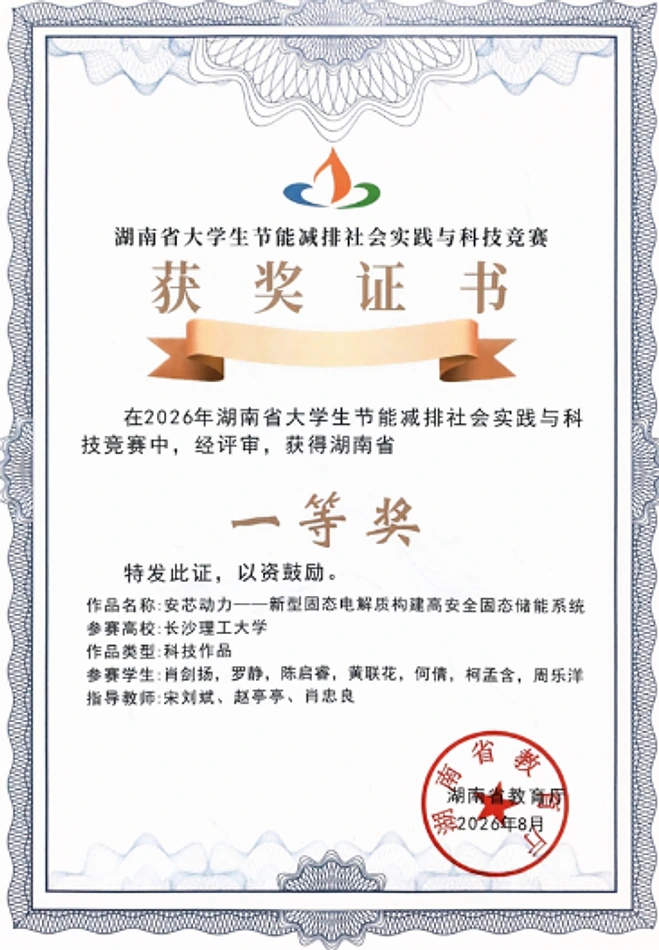 湖南省大学生节能减排社会实践与科技竞赛
获奖证书
在2026年湖南省大学生节能减排社会实践与科
技竞赛中，经评审，获得湖南省
一等奖
特发此证，以资鼓励。
作品名称:安芯动力——新型固态电解质构建高安全固态储能系统
参赛高校:长沙理工大学
作品类型:科技作品
参赛学生:肖剑扬，罗静，陈启睿，黄联花，何倩，柯孟含，周乐洋
指导教师:宋刘斌、赵亭亭、肖忠良
湖南省教育厅
湖南省教育厅
2026年8月